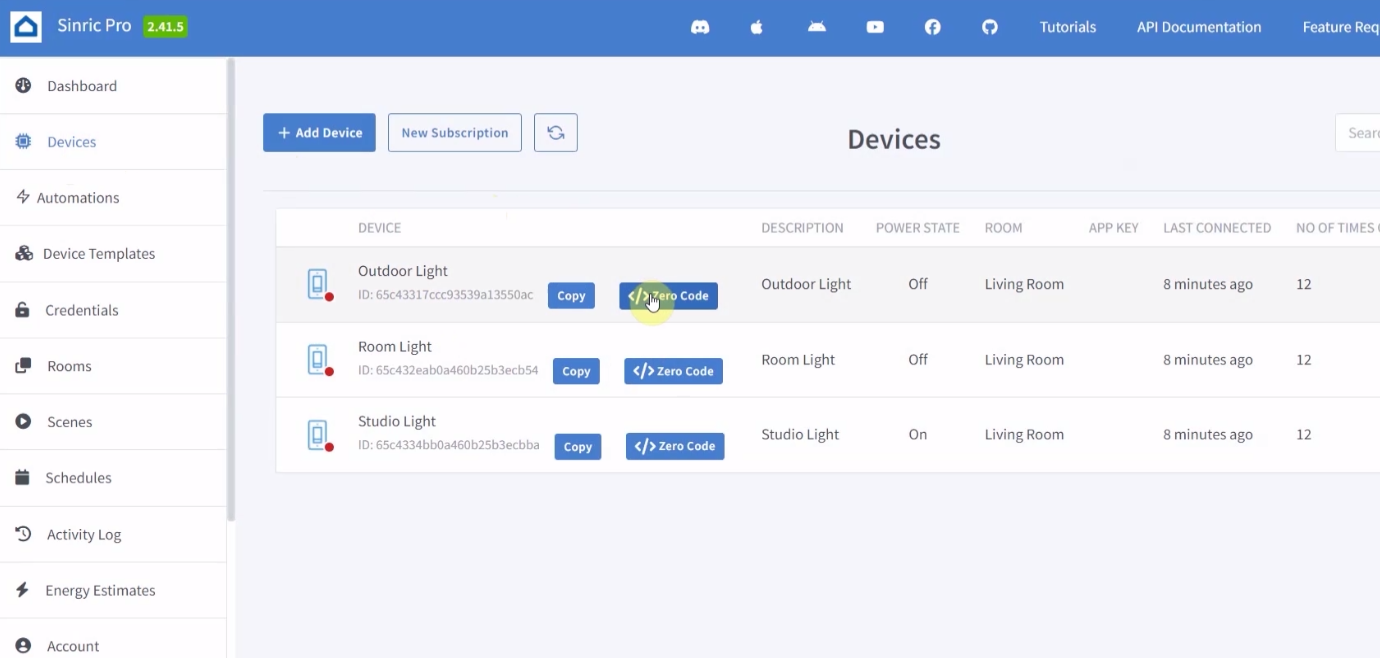 Sinric Pro 2.41.5
Tutorials API Documentation Feature Req
Dashboard
Devices
Automations
Device Templates
Credentials
Rooms
Scenes
Schedules
Activity Log
Energy Estimates
Account
+ Add Device New Subscription
Devices
Sear
DEVICE DESCRIPTION POWER STATE ROOM APP KEY LAST CONNECTED NO OF TIMES
Outdoor Light
ID: 65c43317ccc93539a13550ac Copy </> Zero Code Outdoor Light Off Living Room 8 minutes ago 12
Room Light
ID: 65c432eab0a460b25b3ecb54 Copy </> Zero Code Room Light Off Living Room 8 minutes ago 12
Studio Light
ID: 65c4334bb0a460b25b3ecbba Copy </> Zero Code Studio Light On Living Room 8 minutes ago 12